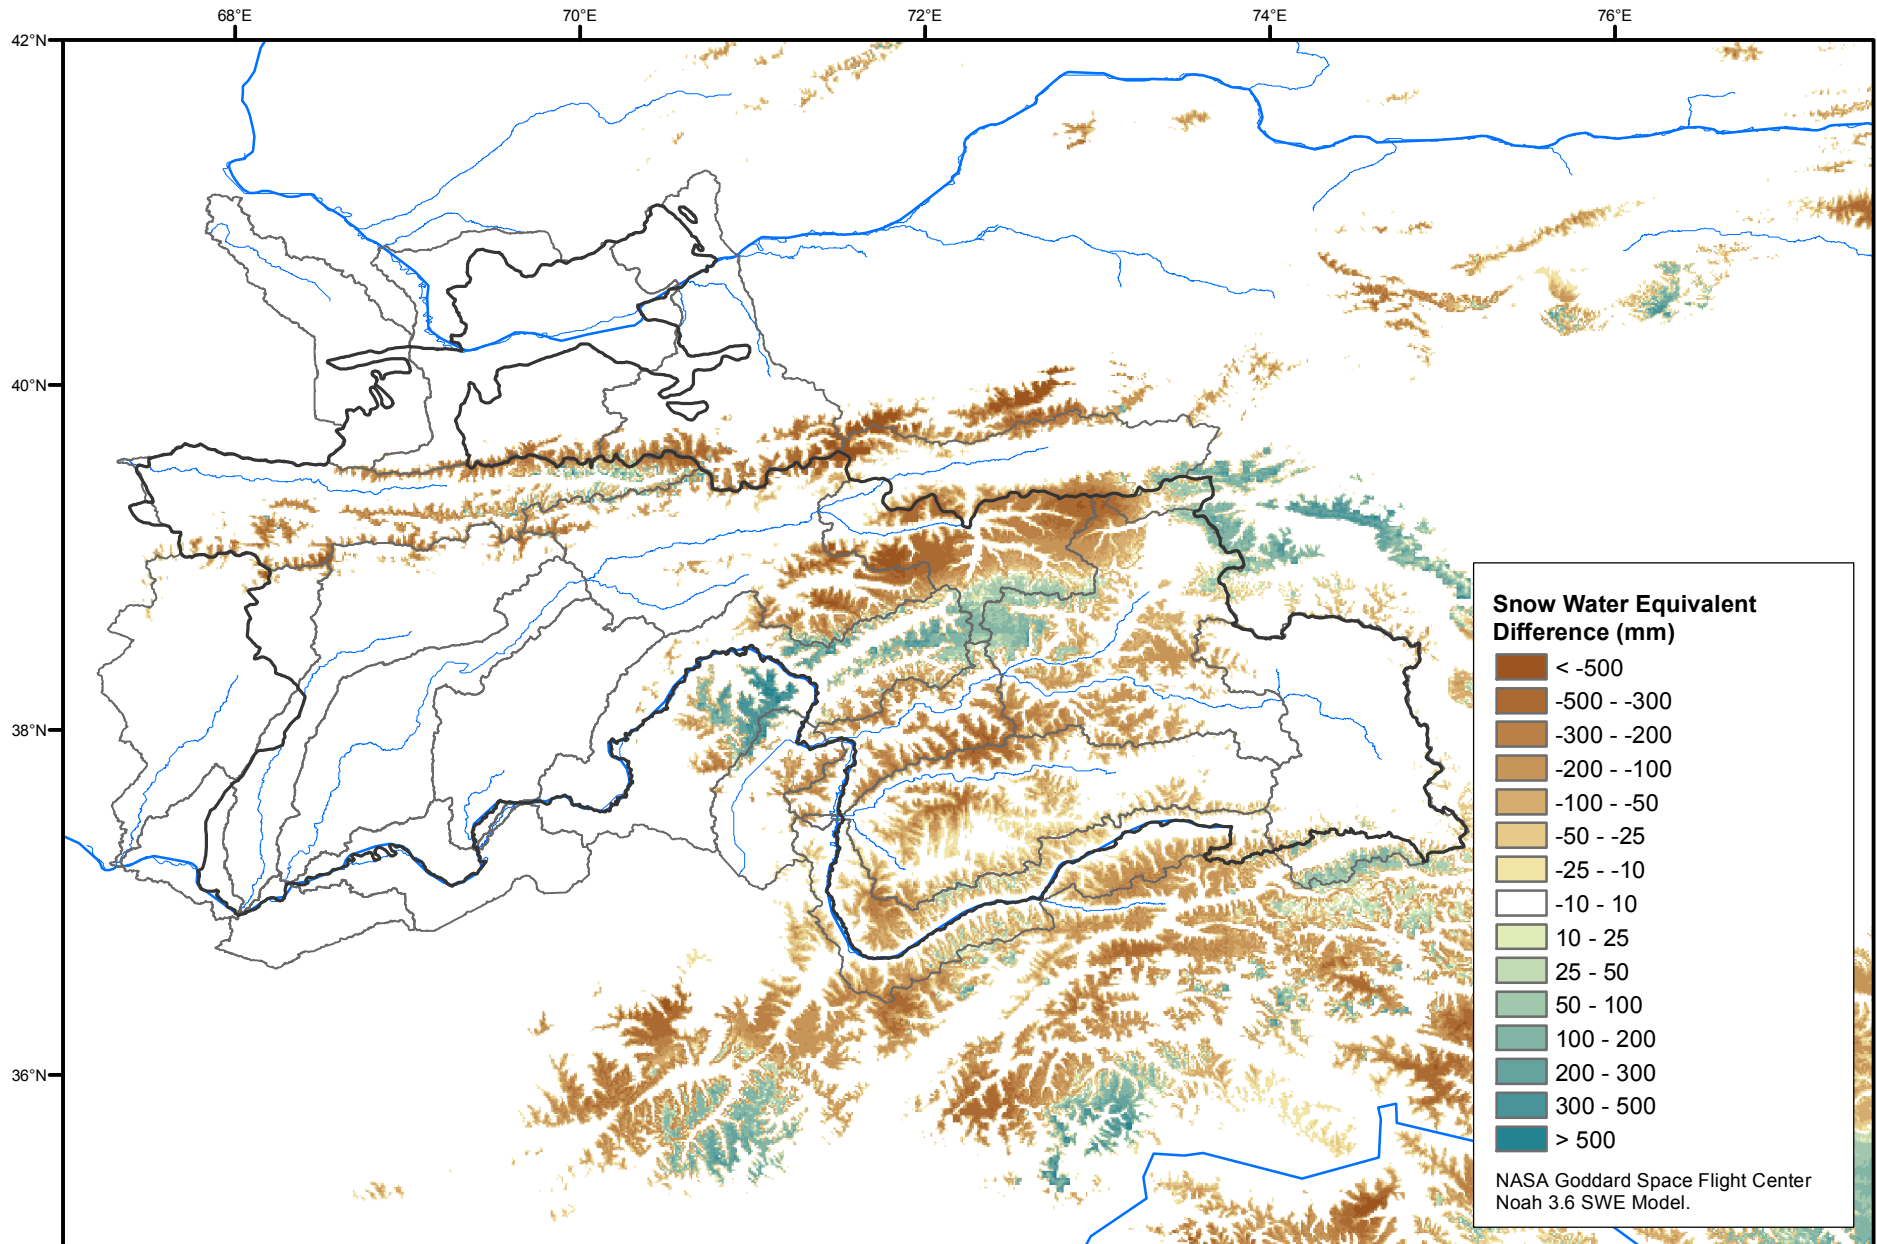 68°E 70°E 72°E 74°E 76°E
42°N
40°N
38°N
36°N
Snow Water Equivalent
Difference (mm)
< -500
-500 - -300
-300 - -200
-200 - -100
-100 - -50
-50 - -25
-25 - -10
-10 - 10
10 - 25
25 - 50
50 - 100
100 - 200
200 - 300
300 - 500
> 500
NASA Goddard Space Flight Center
Noah 3.6 SWE Model.